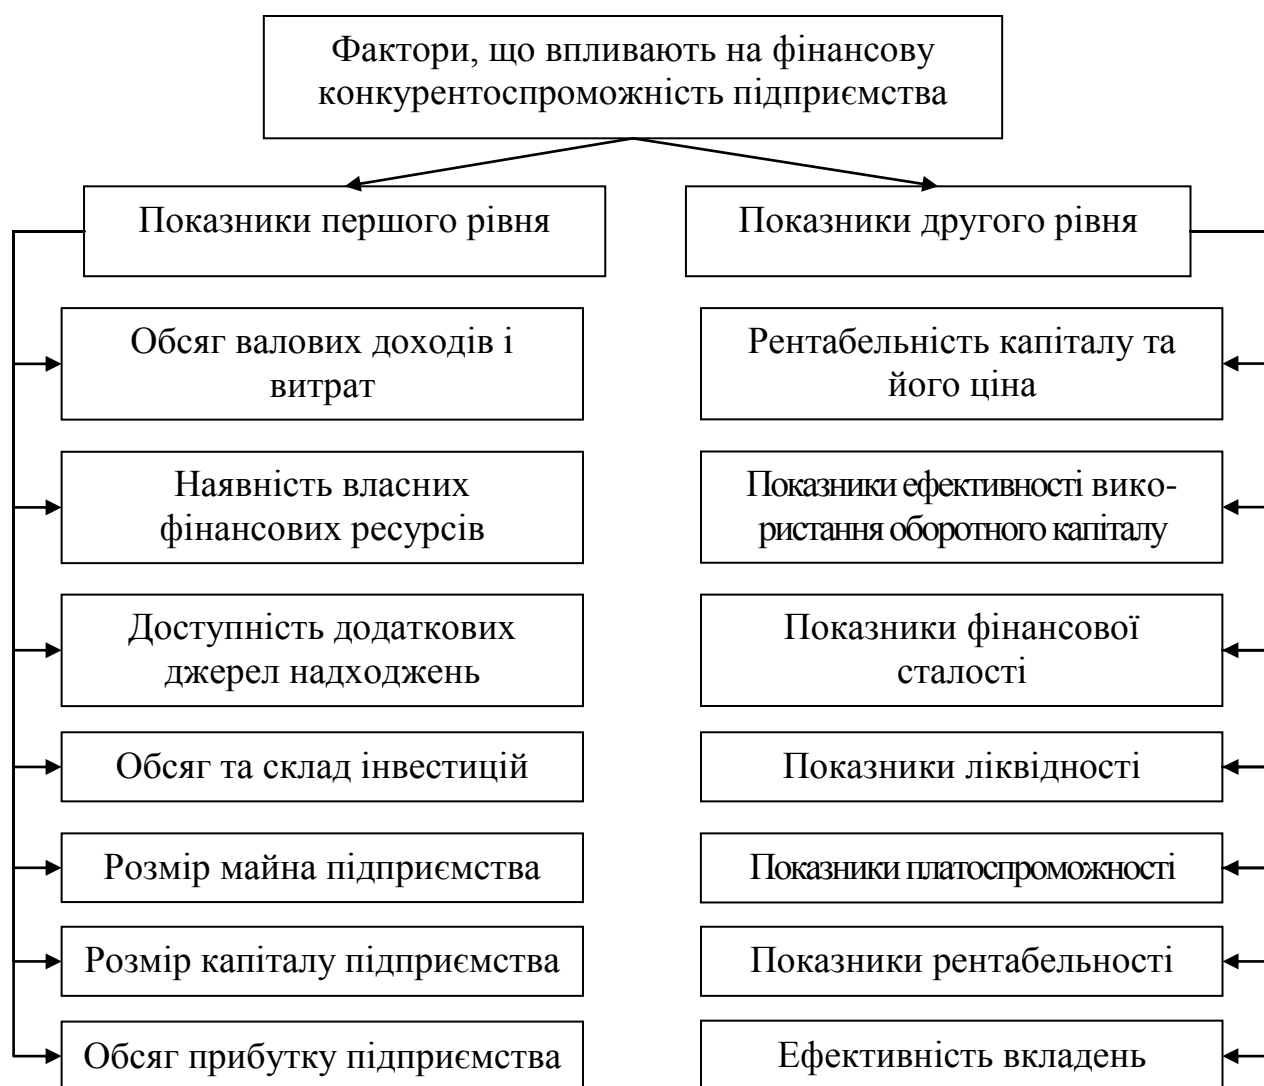 Фактори, що впливають на фінансову
конкурентоспроможність підприємства
Показники першого рівня
Показники другого рівня
Обсяг валових доходів і
витрат
Рентабельність капіталу та
його ціна
Наявність власних
фінансових ресурсів
Показники ефективності вико-
ристання оборотного капіталу
Доступність додаткових
джерел надходжень
Показники фінансової
сталості
Обсяг та склад інвестицій
Показники ліквідності
Розмір майна підприємства
Показники платоспроможності
Розмір капіталу підприємства
Показники рентабельності
Обсяг прибутку підприємства
Ефективність вкладень